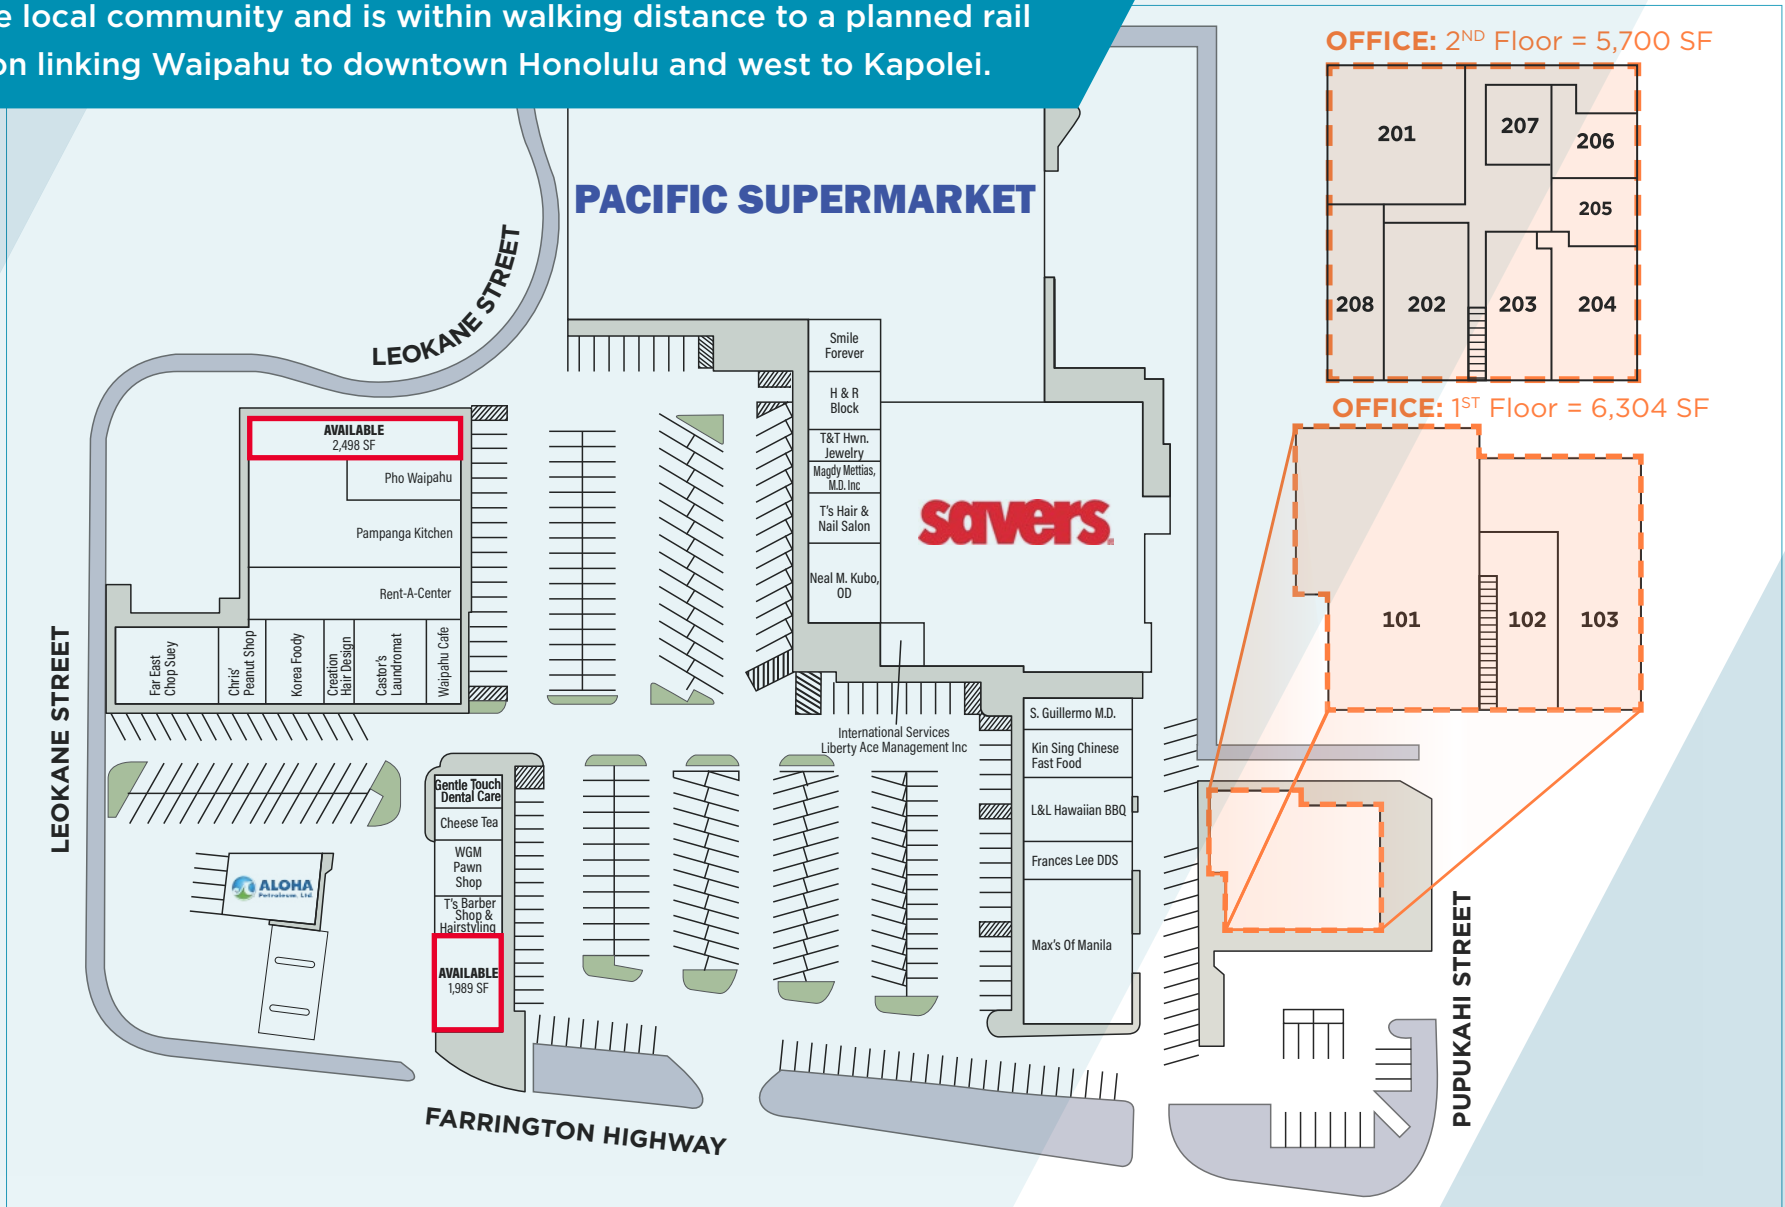 e local community and is within walking distance to a planned rail
on linking Waipahu to downtown Honolulu and west to Kapolei.
OFFICE: 2ND Floor = 5,700 SF
201
207
206
205
208
202
203
204
OFFICE: 1ST Floor = 6,304 SF
101
102
103
PACIFIC SUPERMARKET
LEOKANE STREET
Smile
Forever
H & R
Block
T&T Hwn.
Jewelry
Magdy Mettias,
M.D. Inc
T's Hair &
Nail Salon
Neal M. Kubo,
OD
savers
AVAILABLE
2,498 SF
Pho Waipahu
Pampanga Kitchen
Rent-A-Center
Far East
Chop Suey
Chris'
Peanut Shop
Korea Foody
Creation
Hair Design
Castor's
Laundromat
Waipahu Cafe
LEOKANE STREET
International Services
Liberty Ace Management Inc
S. Guillermo M.D.
Kin Sing Chinese
Fast Food
L&L Hawaiian BBQ
Frances Lee DDS
Max's Of Manila
Gentle Touch
Dental Care
Cheese Tea
WGM
Pawn
Shop
T's Barber
Shop &
Hairstyling
AVAILABLE
1,989 SF
ALOHA
Petroleum, Ltd.
FARRINGTON HIGHWAY
PUPUKAHI STREET